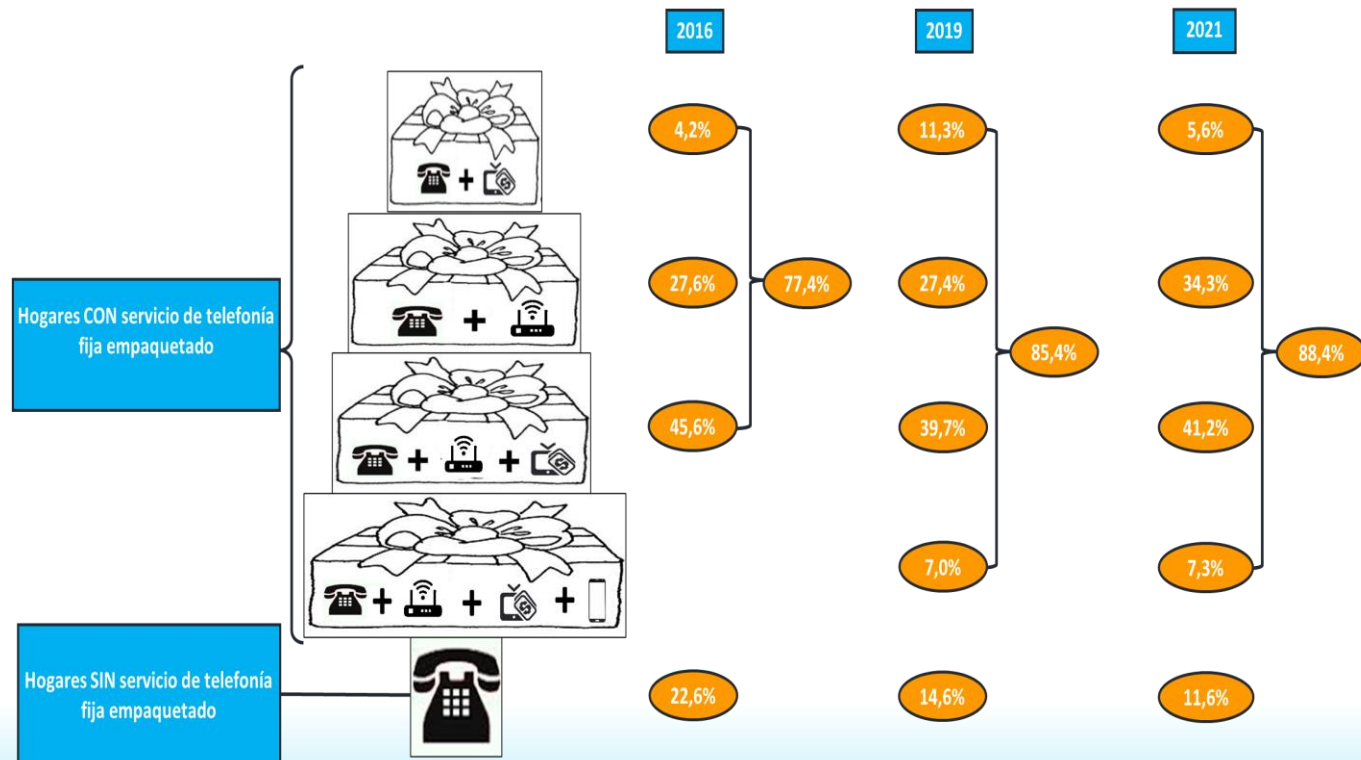 2016 2019 2021
4,2% 11,3% 5,6%
+
27,6% 77,4% 27,4% 34,3%
+
Hogares CON servicio de telefonía
fija empaquetado
85,4% 88,4%
45,6% 39,7% 41,2%
+ +
7,0% 7,3%
+ + +
Hogares SIN servicio de telefonía
fija empaquetado
22,6% 14,6% 11,6%